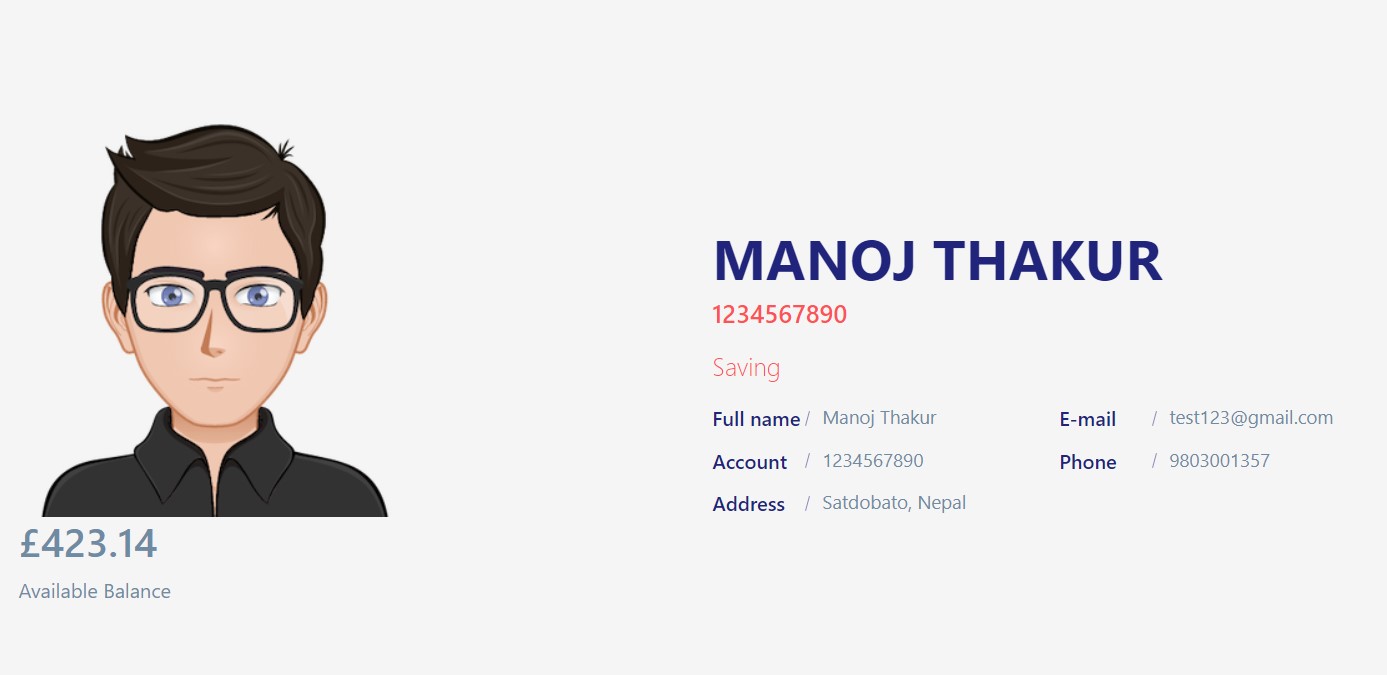 MANOJ THAKUR
1234567890
Saving
Full name / Manoj Thakur E-mail / test123@gmail.com
Account / 1234567890 Phone / 9803001357
Address / Satdobato, Nepal
£423.14
Available Balance